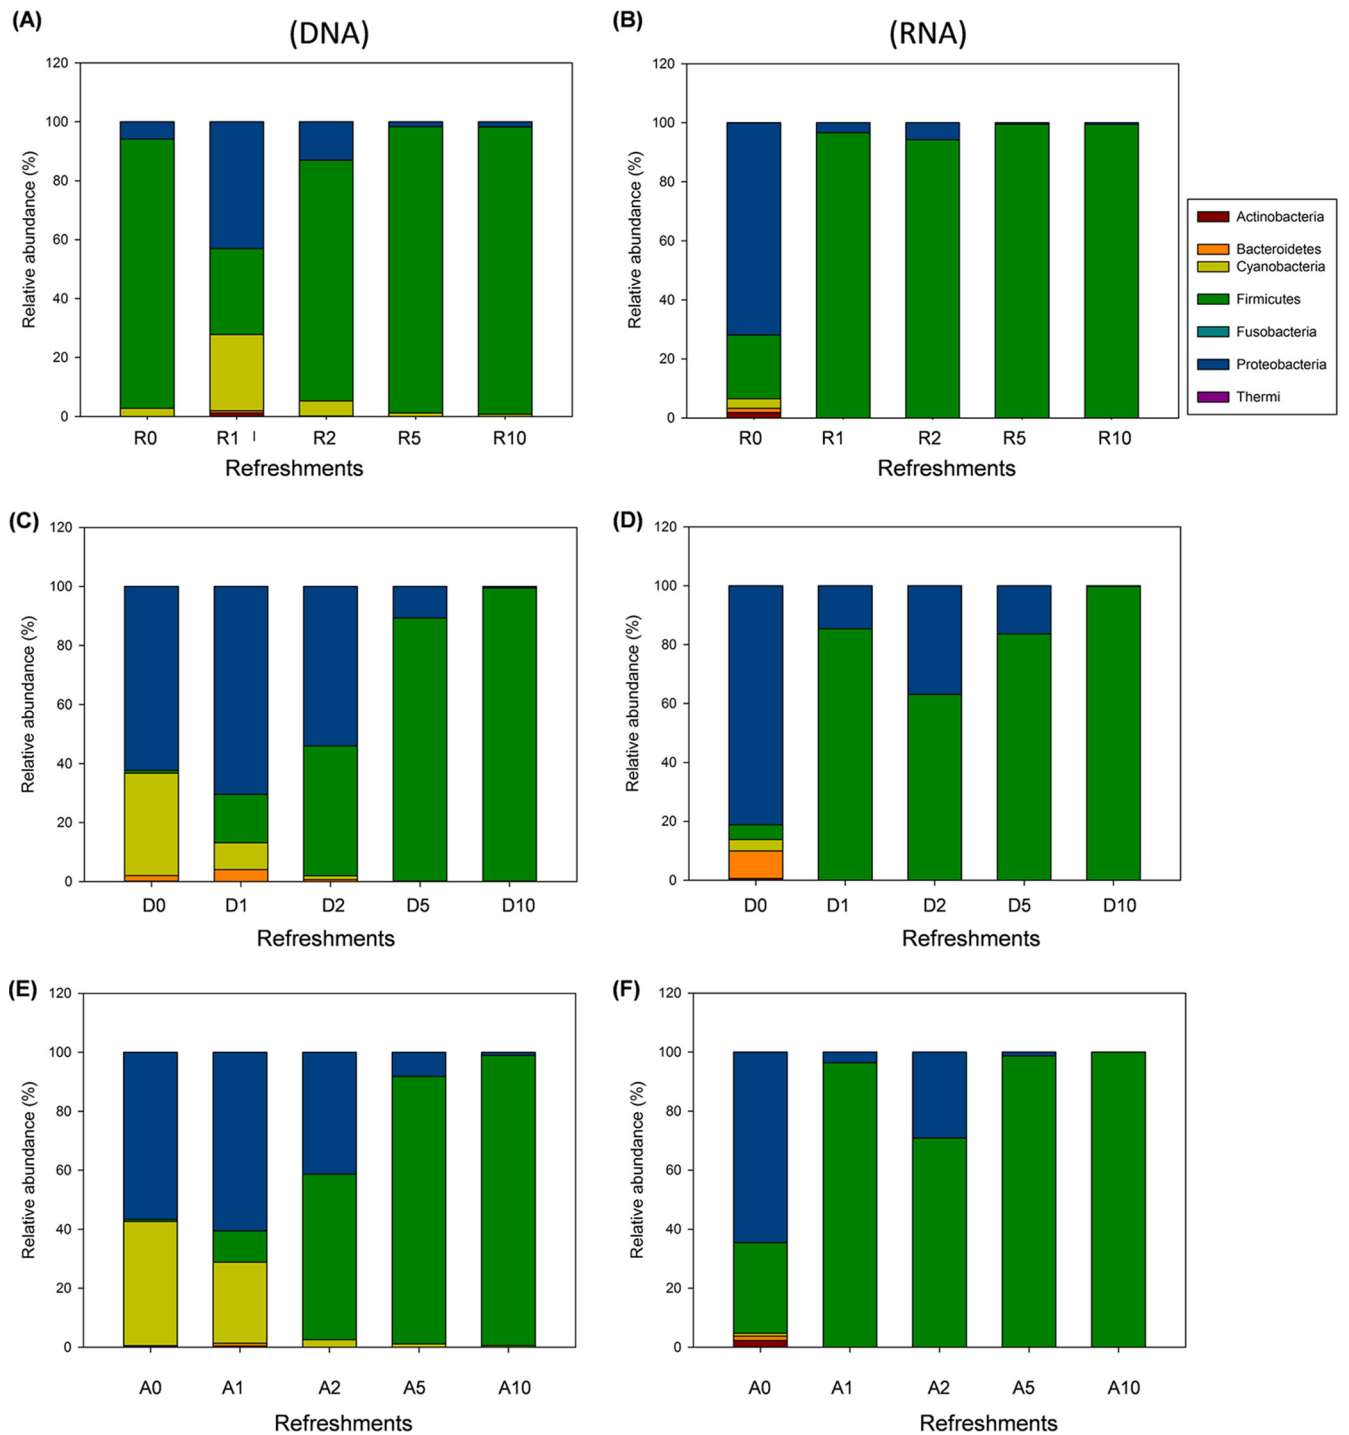 (A) (DNA)
120
100
80
60
40
20
0
Relative abundance (%)
R0 R1 R2 R5 R10
Refreshments
(B) (RNA)
120
100
80
60
40
20
0
Relative abundance (%)
R0 R1 R2 R5 R10
Refreshments
Actinobacteria
Bacteroidetes
Cyanobacteria
Firmicutes
Fusobacteria
Proteobacteria
Thermi
(C)
120
100
80
60
40
20
0
Relative abundance (%)
D0 D1 D2 D5 D10
Refreshments
(D)
120
100
80
60
40
20
0
Relative abundance (%)
D0 D1 D2 D5 D10
Refreshments
(E)
120
100
80
60
40
20
0
Relative abundance (%)
A0 A1 A2 A5 A10
Refreshments
(F)
120
100
80
60
40
20
0
Relative abundance (%)
A0 A1 A2 A5 A10
Refreshments